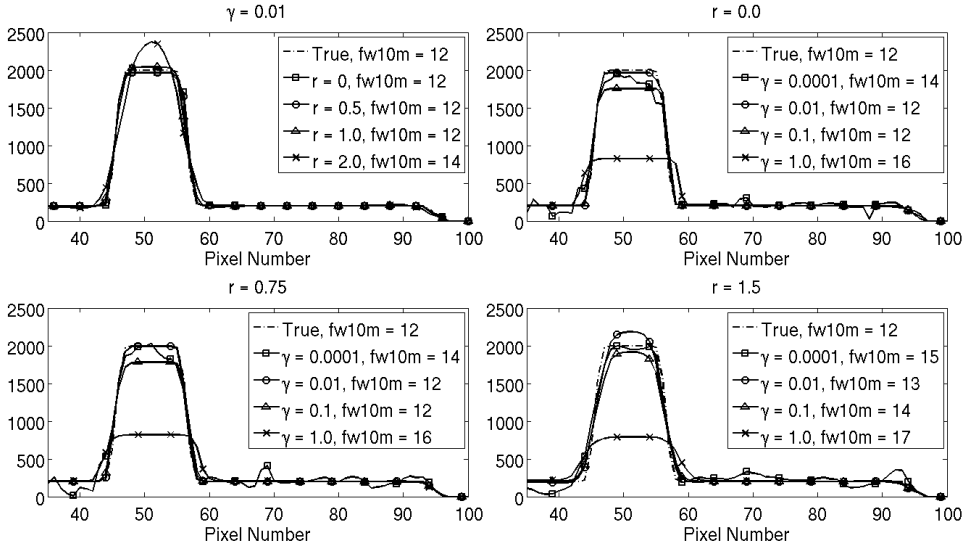 γ = 0.01
2500
2000
1500
1000
500
0
True, fw10m = 12
r = 0, fw10m = 12
r = 0.5, fw10m = 12
r = 1.0, fw10m = 12
r = 2.0, fw10m = 14
40 50 60 70 80 90 100
Pixel Number
r = 0.0
2500
2000
1500
1000
500
0
True, fw10m = 12
γ = 0.0001, fw10m = 14
γ = 0.01, fw10m = 12
γ = 0.1, fw10m = 12
γ = 1.0, fw10m = 16
40 50 60 70 80 90 100
Pixel Number
r = 0.75
2500
2000
1500
1000
500
0
True, fw10m = 12
γ = 0.0001, fw10m = 14
γ = 0.01, fw10m = 12
γ = 0.1, fw10m = 12
γ = 1.0, fw10m = 16
40 50 60 70 80 90 100
Pixel Number
r = 1.5
2500
2000
1500
1000
500
0
True, fw10m = 12
γ = 0.0001, fw10m = 15
γ = 0.01, fw10m = 13
γ = 0.1, fw10m = 14
γ = 1.0, fw10m = 17
40 50 60 70 80 90 100
Pixel Number